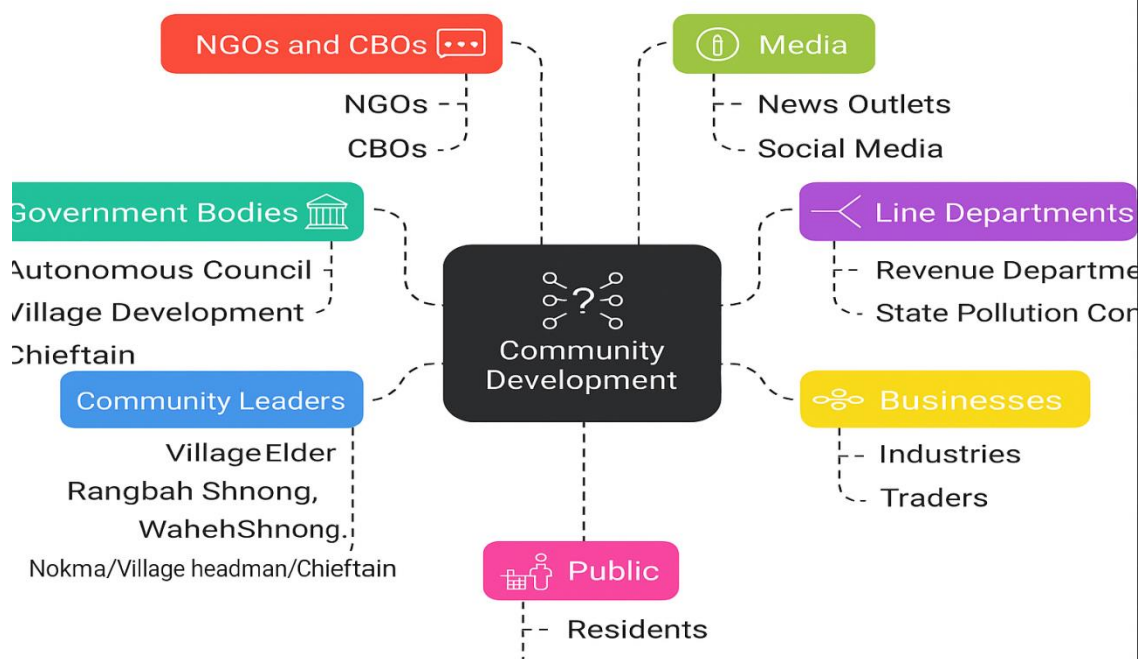 NGOs and CBOs
NGOs
CBOs
Media
News Outlets
Social Media
Government Bodies
Autonomous Council
Village Development
Chieftain
Line Departments
Revenue Departme
State Pollution Con
?
Community
Development
Community Leaders
VillageElder
Rangbah Shnong,
WahehShnong.
Nokma/Village headman/Chieftain
Businesses
Industries
Traders
Public
Residents